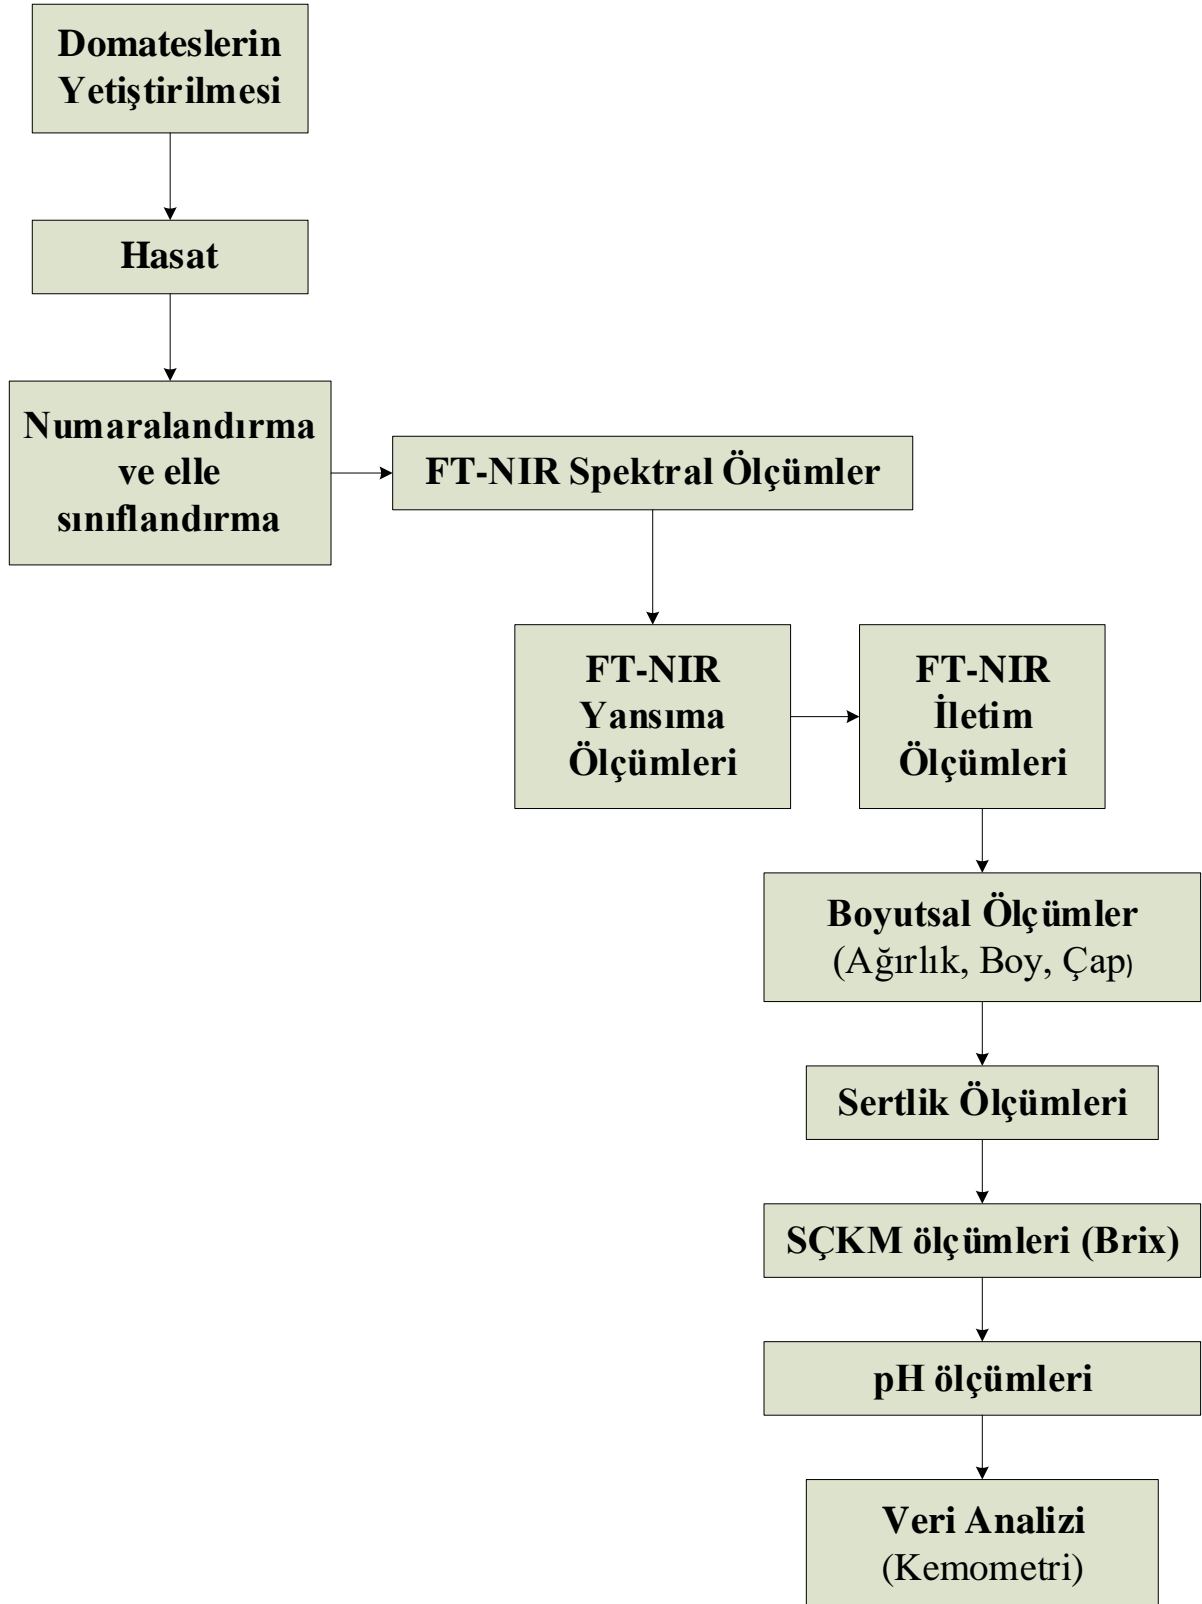 Domateslerin
Yetiştirilmesi
Hasat
Numaralandırma
ve elle
sınıflandırma
FT-NIR Spektral Ölçümler
FT-NIR
Yansıma
Ölçümleri
FT-NIR
İletim
Ölçümleri
Boyutsal Ölçümler
(Ağırlık, Boy, Çap)
Sertlik Ölçümleri
SÇKM ölçümleri (Brix)
pH ölçümleri
Veri Analizi
(Kemometri)